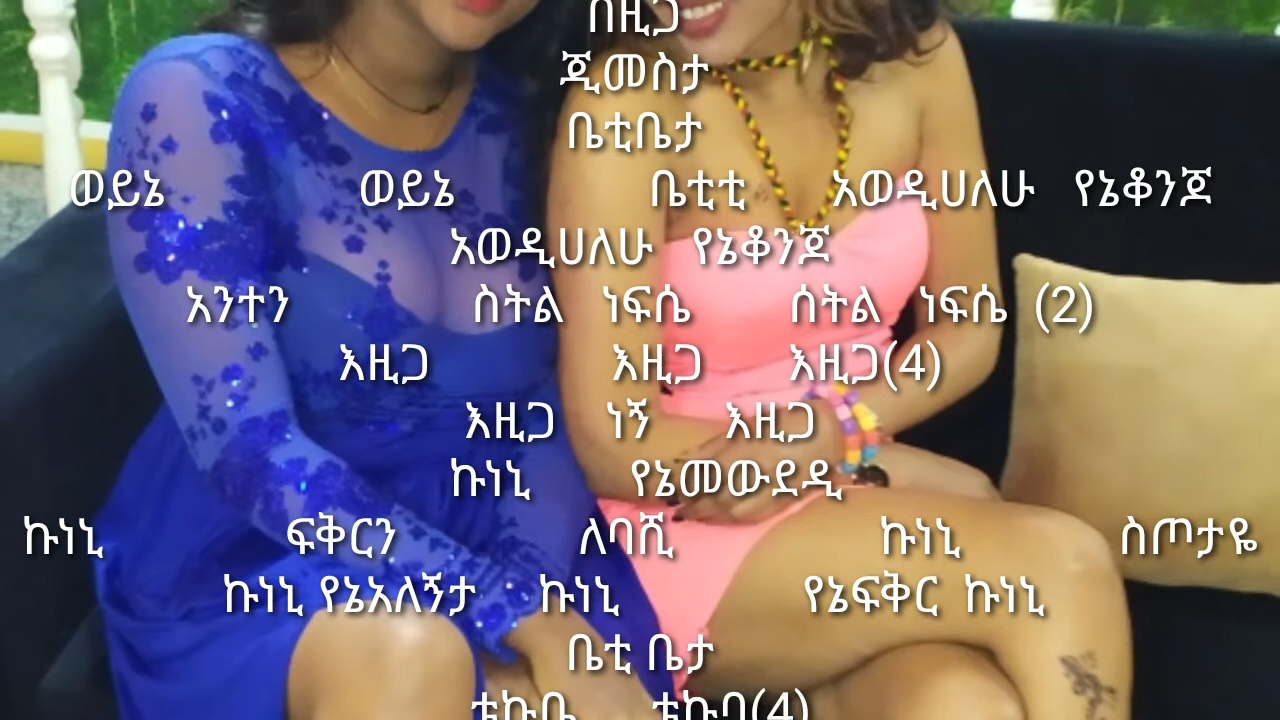 በዚጋ
ጂመስታ
ቤቲቤታ
ወይኔ ወይኔ ቤቲቲ አወዲሀለሁ የኔቆንጆ
አወዲሀለሁ የኔቆንጆ
አንተን ስትል ነፍሴ ሰትል ነፍሴ (2)
እዚጋ እዚጋ እዚጋ(4)
እዚጋ ነኝ እዚጋ
ኩነኒ የኔመውደዲ
ኩነኒ ፍቅርን ለባሺ ኩነኒ ስጦታዬ
ኩነኒ የኔአለኝታ ኩነኒ የኔፍቅር ኩነኒ
ቤቲ ቤታ